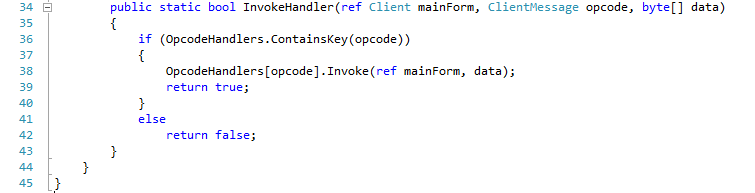 34 public static bool InvokeHandler(ref Client mainForm, ClientMessage opcode, byte[] data)
35 {
36 if (OpcodeHandlers.ContainsKey(opcode))
37 {
38 OpcodeHandlers[opcode].Invoke(ref mainForm, data);
39 return true;
40 }
41 else
42 return false;
43 }
44 }
45 }